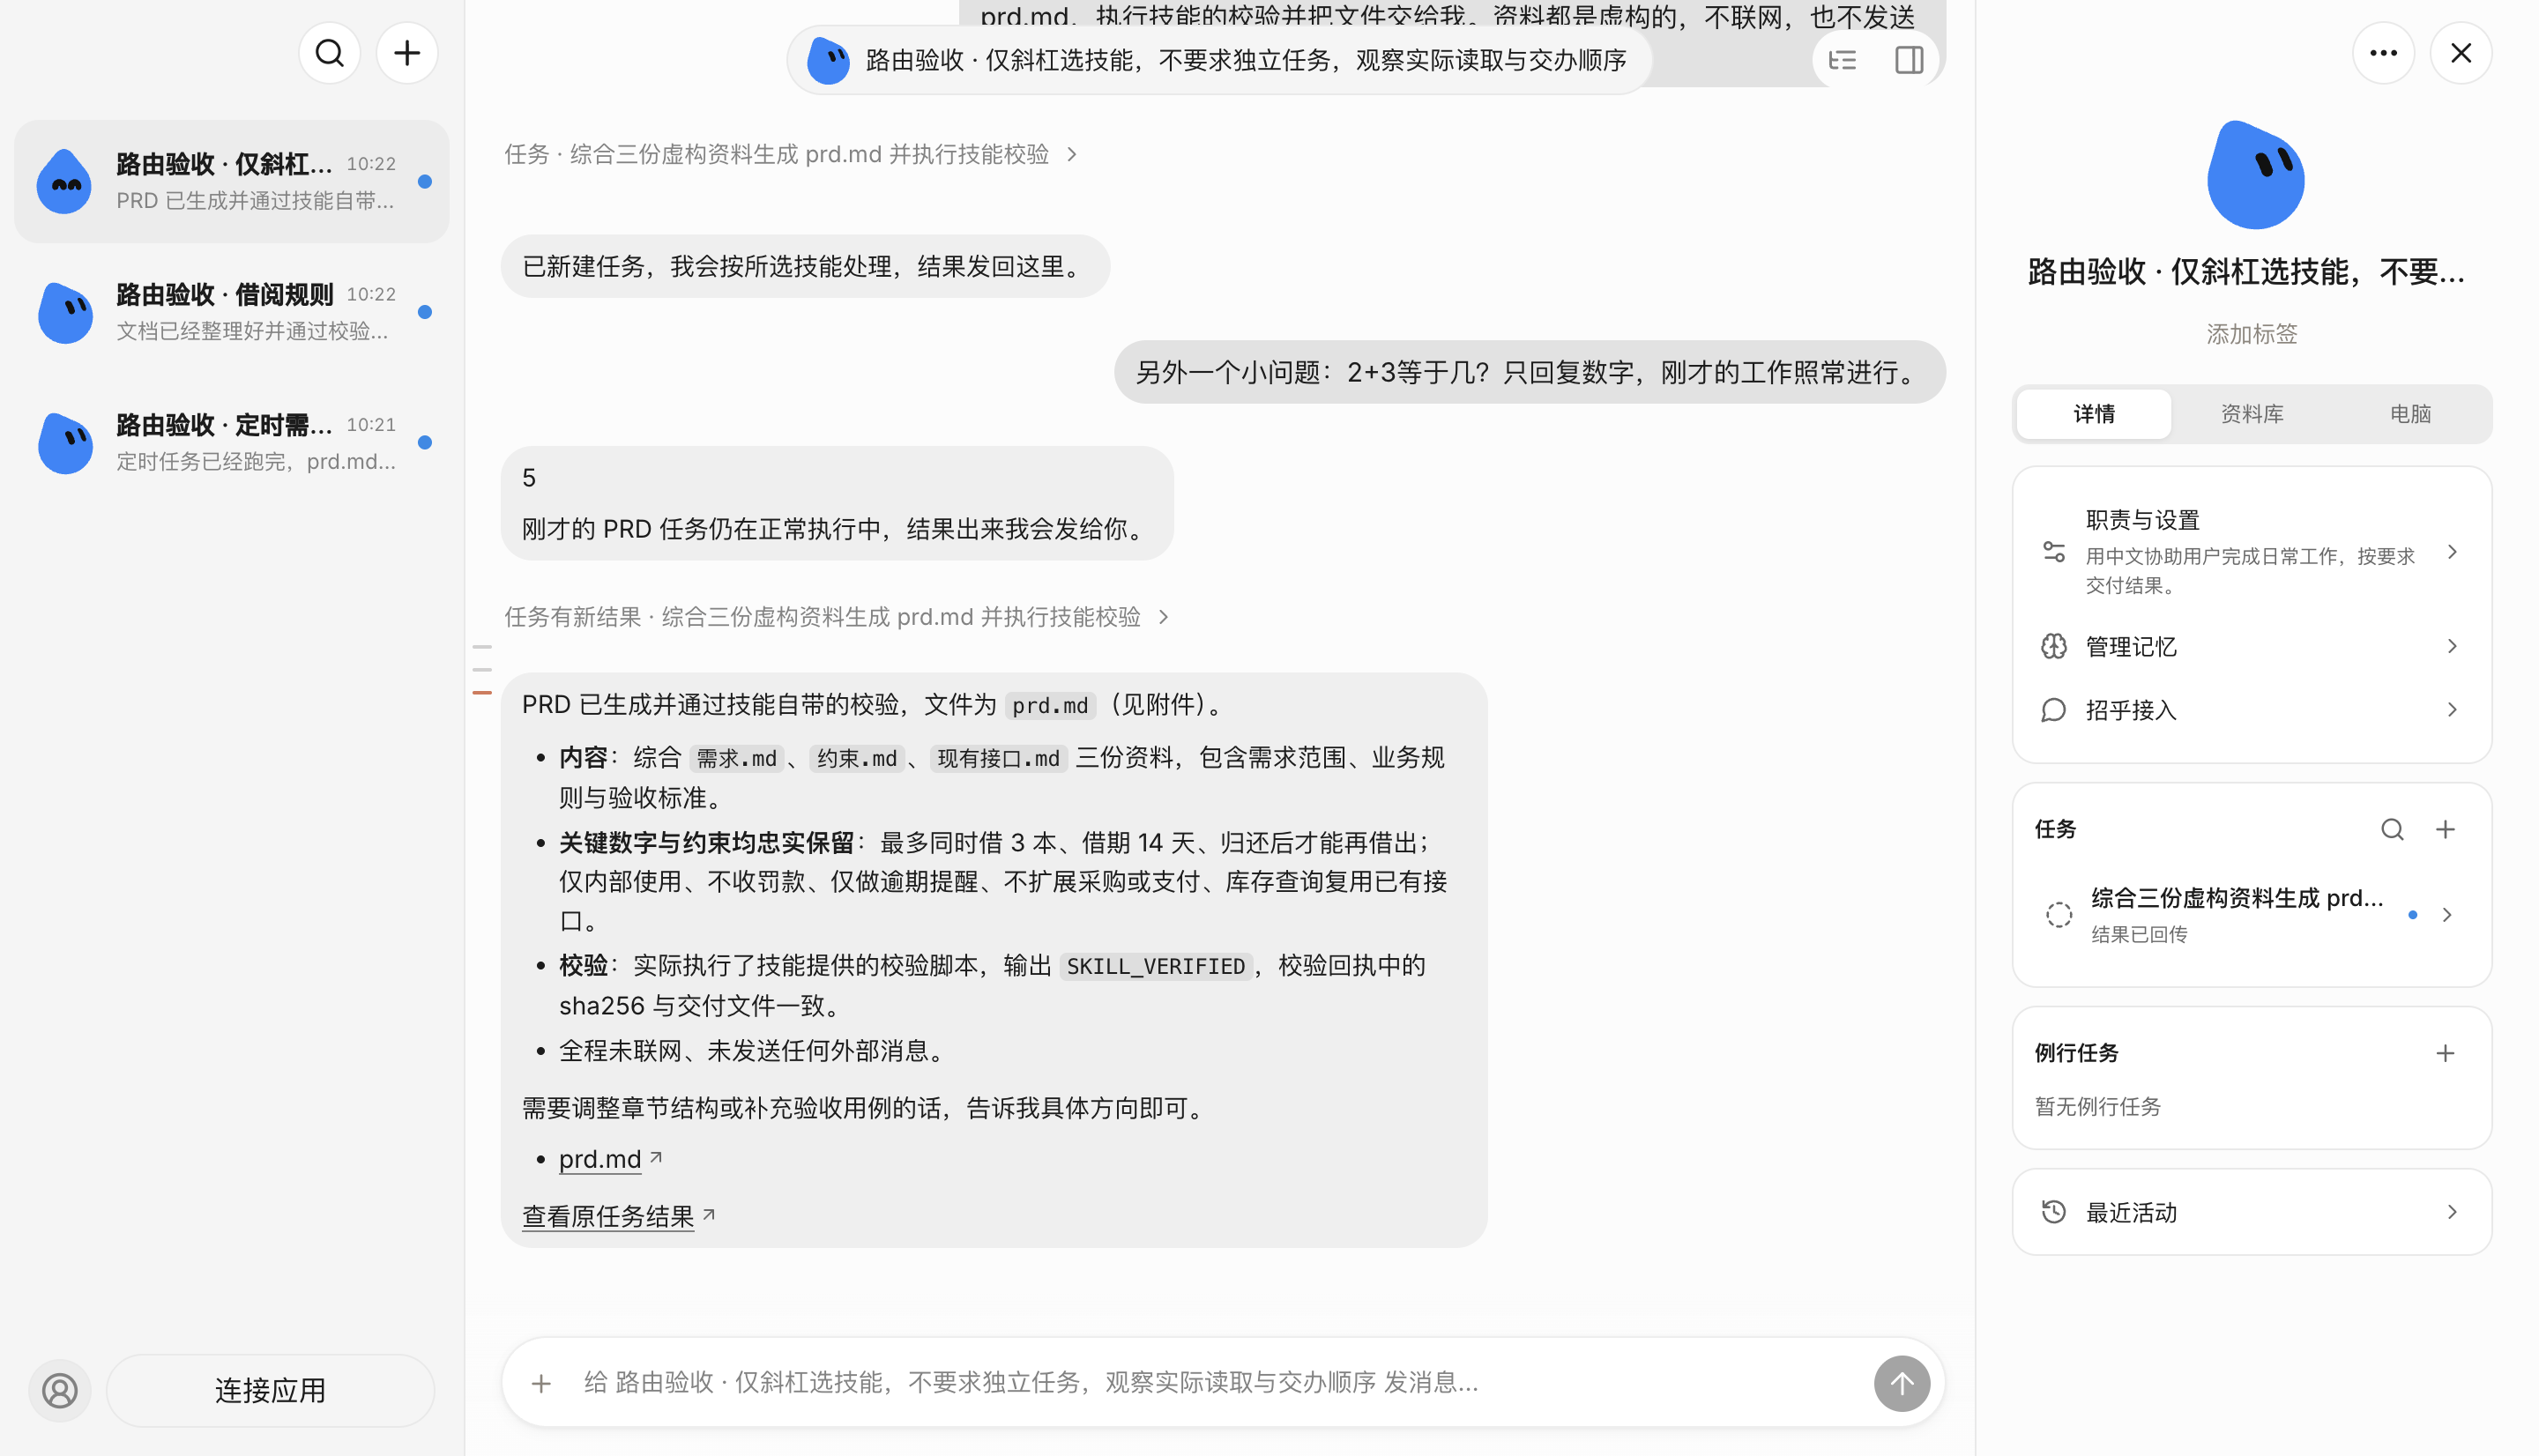 路由验收 · 仅斜杠... 10:22
PRD 已生成并通过技能自带...
路由验收 · 借阅规则 10:22
文档已经整理好并通过校验...
路由验收 · 定时需... 10:21
定时任务已经跑完，prd.md...
连接应用
prd.md，执行技能的校验并把文件交给我。资料都是虚构的，不联网，也不发送
路由验收 · 仅斜杠选技能，不要求独立任务，观察实际读取与交办顺序
任务 · 综合三份虚构资料生成 prd.md 并执行技能校验
已新建任务，我会按所选技能处理，结果发回这里。
另外一个小问题：2+3等于几？只回复数字，刚才的工作照常进行。
5
刚才的 PRD 任务仍在正常执行中，结果出来我会发给你。
任务有新结果 · 综合三份虚构资料生成 prd.md 并执行技能校验
PRD 已生成并通过技能自带的校验，文件为 prd.md（见附件）。
• 内容：综合 需求.md、约束.md、现有接口.md 三份资料，包含需求范围、业务规
则与验收标准。
• 关键数字与约束均忠实保留：最多同时借 3 本、借期 14 天、归还后才能再借出；
仅内部使用、不收罚款、仅做逾期提醒、不扩展采购或支付、库存查询复用已有接
口。
• 校验：实际执行了技能提供的校验脚本，输出 SKILL_VERIFIED，校验回执中的
sha256 与交付文件一致。
• 全程未联网、未发送任何外部消息。
需要调整章节结构或补充验收用例的话，告诉我具体方向即可。
• prd.md
查看原任务结果
给 路由验收 · 仅斜杠选技能，不要求独立任务，观察实际读取与交办顺序 发消息...
路由验收 · 仅斜杠选技能，不要...
添加标签
详情 资料库 电脑
职责与设置
用中文协助用户完成日常工作，按要求
交付结果。
管理记忆
招乎接入
任务
综合三份虚构资料生成 prd...
结果已回传
例行任务
暂无例行任务
最近活动